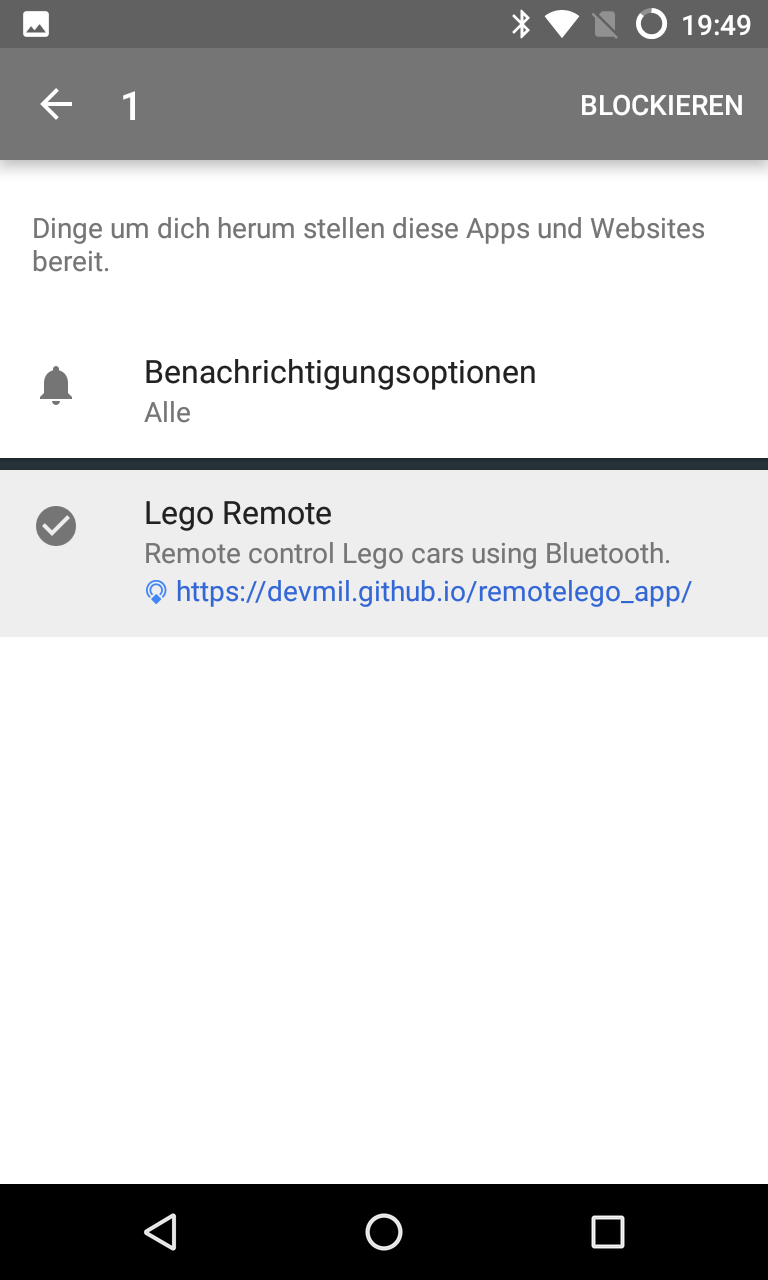 19:49
1 BLOCKIEREN
Dinge um dich herum stellen diese Apps und Websites
bereit.
Benachrichtigungsoptionen
Alle
Lego Remote
Remote control Lego cars using Bluetooth.
https://devmil.github.io/remotelego_app/